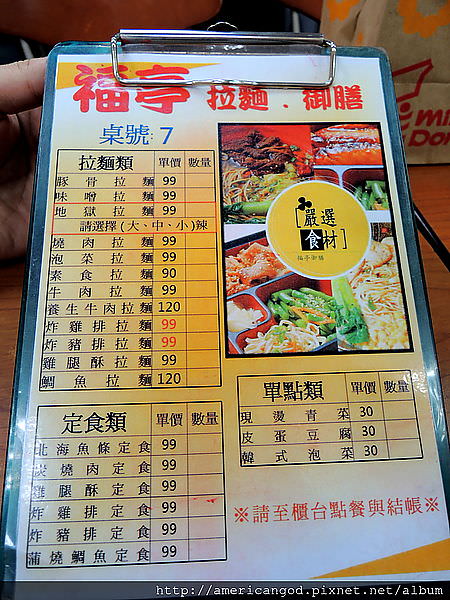 福亭 拉麵．御膳
桌號: 7
拉麵類 單價 數量
豚骨拉麵 99
味噌拉麵 99
地獄拉麵 99
請選擇(大、中、小)辣
燒肉拉麵 99
泡菜拉麵 90
素食拉麵 90
牛肉拉麵 99
養生牛肉拉麵 120
炸雞排拉麵 99
炸豬排拉麵 99
雞腿酥拉麵 99
鯛魚拉麵 120
[嚴選
食材]
福亭御膳
定食類 單價 數量
北海魚條定食 99
炭燒肉定食 99
雞腿酥定食 99
炸雞排定食 99
炸豬排定食 99
蒲燒鯛魚定食 99
單點類 單價 數量
現燙青菜 30
皮蛋豆腐 30
韓式泡菜 30
※請至櫃台點餐與結帳※
http://americangod.pixnet.net/album